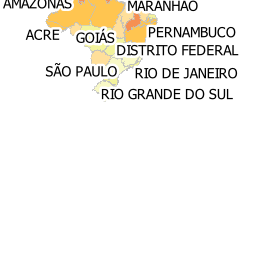 AMAZONAS
MARANHÃO
ACRE
GOIÁS
PERNAMBUCO
DISTRITO FEDERAL
SÃO PAULO
RIO DE JANEIRO
RIO GRANDE DO SUL